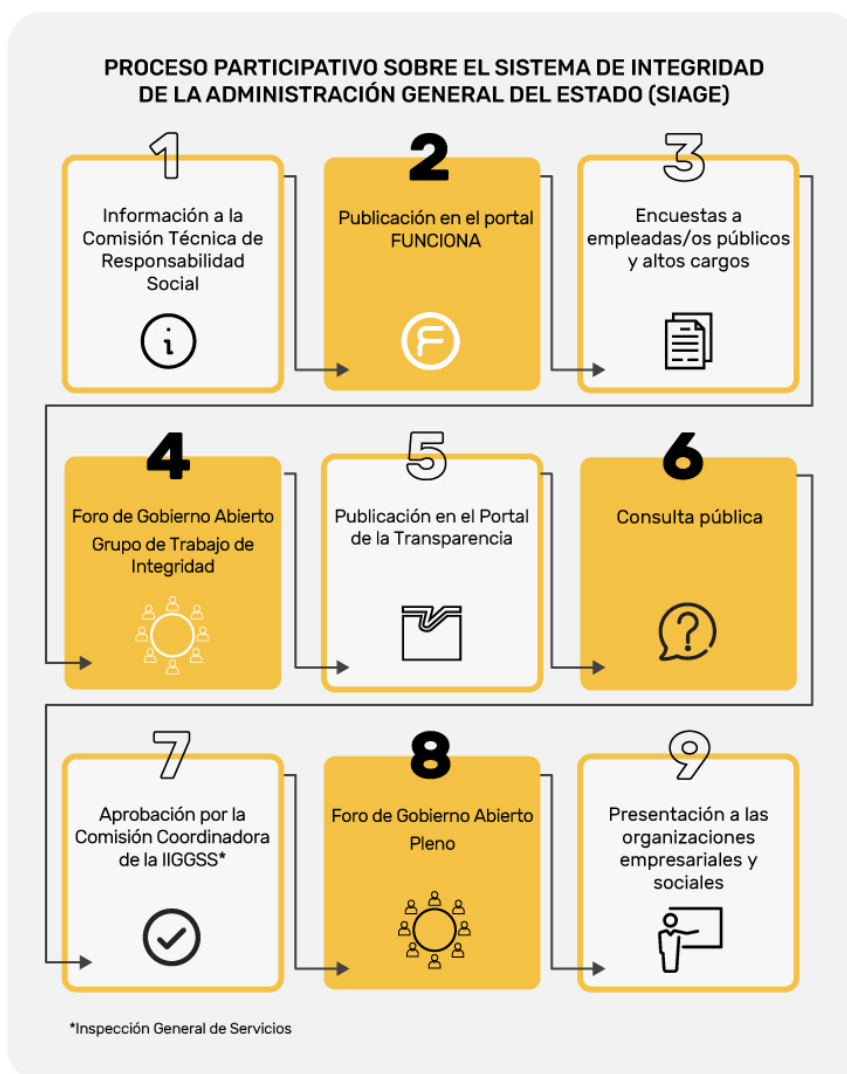 PROCESO PARTICIPATIVO SOBRE EL SISTEMA DE INTEGRIDAD
DE LA ADMINISTRACIÓN GENERAL DEL ESTADO (SIAGE)
1
Información a la
Comisión Técnica de
Responsabilidad
Social
i
2
Publicación en el portal
FUNCIONA
F
3
Encuestas a
empleadas/os públicos
y altos cargos
4
Foro de Gobierno Abierto
Grupo de Trabajo de
Integridad
5
Publicación en el Portal
de la Transparencia
6
Consulta pública
?
7
Aprobación por la
Comisión Coordinadora
de la IIGGSS*
8
Foro de Gobierno Abierto
Pleno
9
Presentación a las
organizaciones
empresariales y
sociales
*Inspección General de Servicios